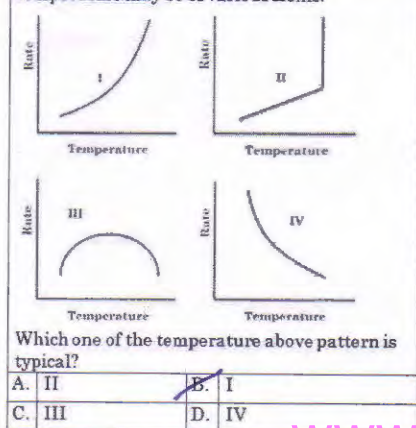 Rate
I
Temperature
Rate
II
Temperature
Rate
III
Temperature
Rate
IV
Temperature
Which one of the temperature above pattern is
typical?
A. II B. I
C. III D. IV